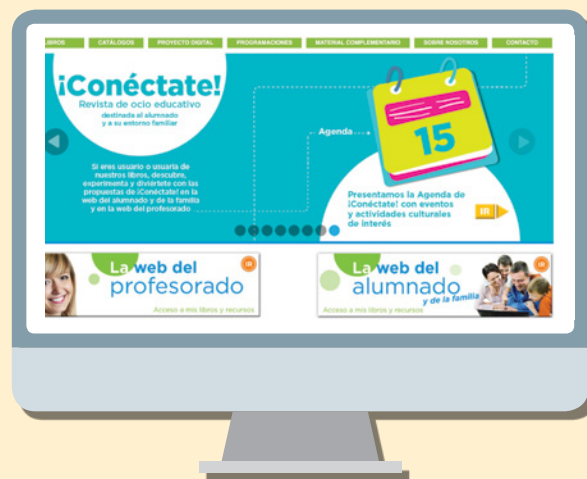 LIBROS CATÁLOGOS PROYECTO DIGITAL PROGRAMACIONES MATERIAL COMPLEMENTARIO SOBRE NOSOTROS CONTACTO
¡Conéctate!
Revista de ocio educativo
destinada al alumnado
y a su entorno familiar
Si eres usuario o usuaria de
nuestros libros, descubre,
experimenta y diviértete con las
propuestas de ¡Conéctate! en la
web del alumnado y de la familia
y en la web del profesorado
Agenda
15
Presentamos la Agenda de
¡Conéctate! con eventos
y actividades culturales
de interés
IR
La web del
profesorado
Acceso a mis libros y recursos
IR
La web del
alumnado
y de la familia
Acceso a mis libros y recursos
IR